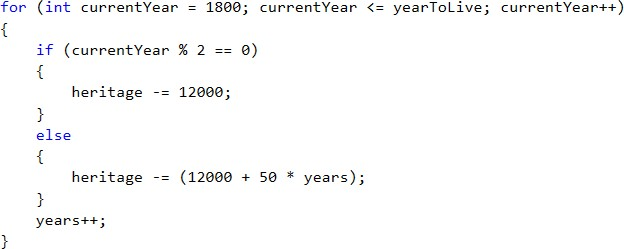 for (int currentYear = 1800; currentYear <= yearToLive; currentYear++)
{
    if (currentYear % 2 == 0)
    {
        heritage -= 12000;
    }
    else
    {
        heritage -= (12000 + 50 * years);
    }
    years++;
}